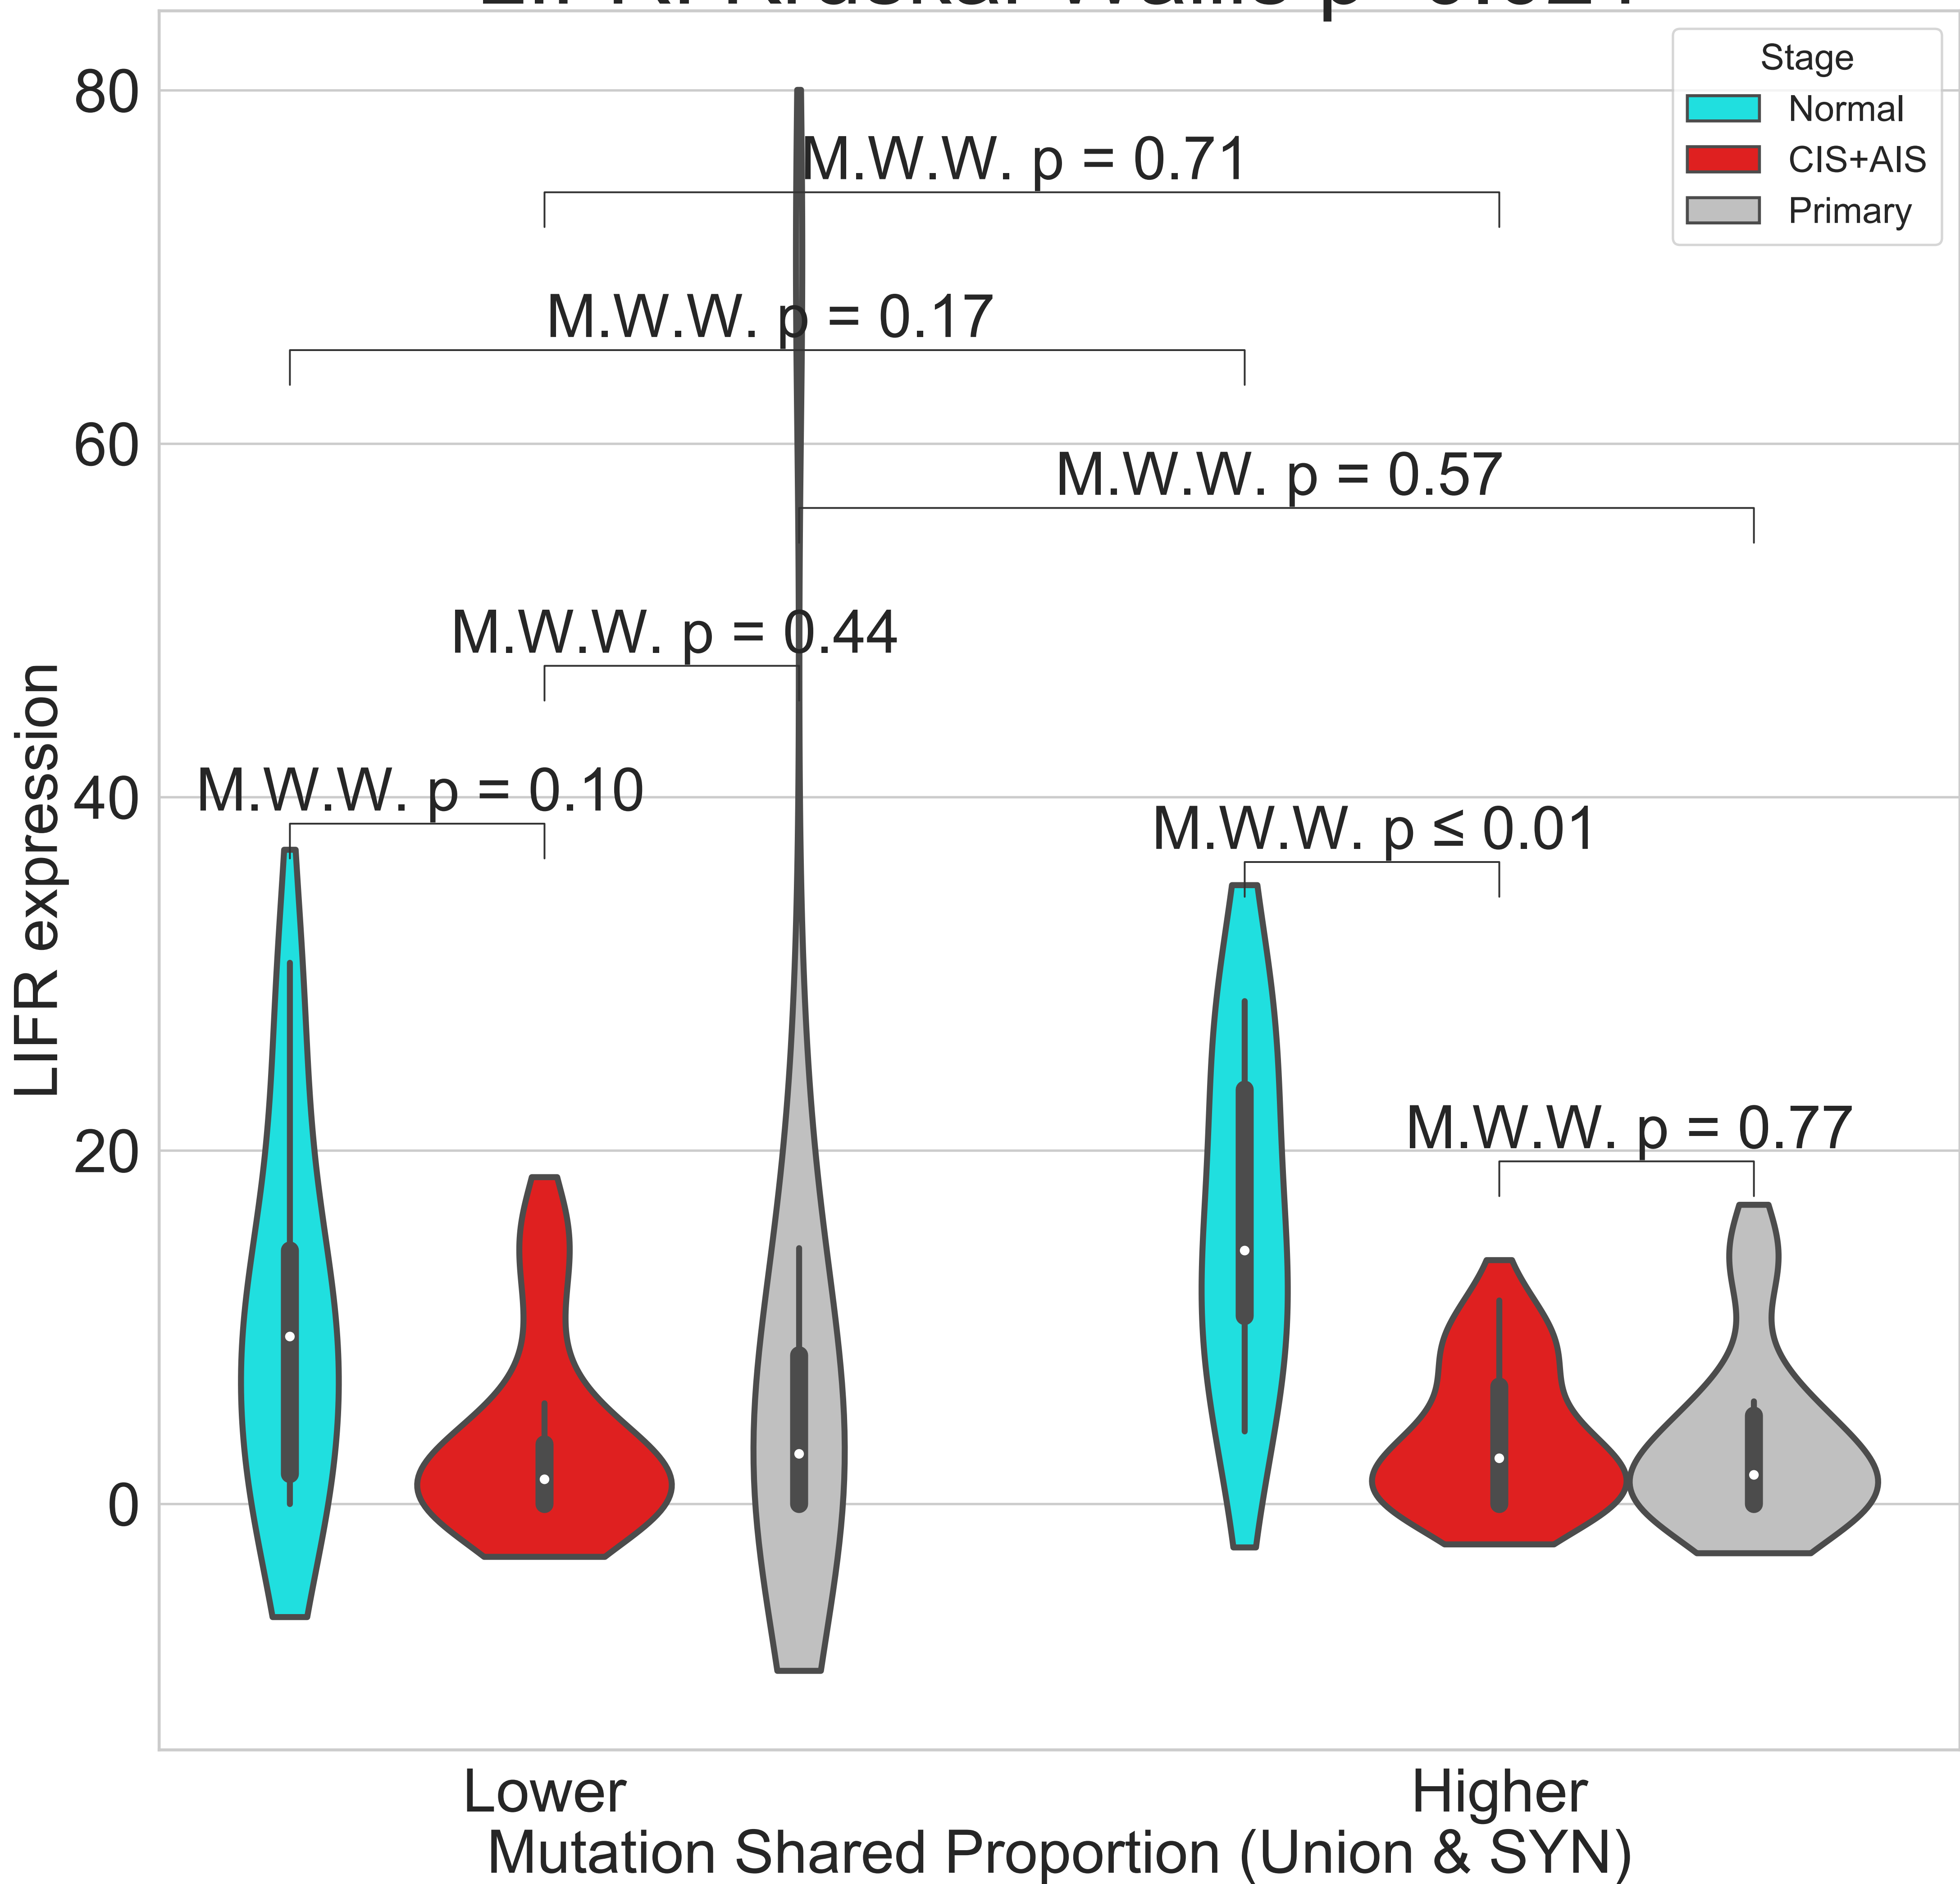 80
60
40
20
0
LIFR expression
M.W.W. p = 0.71
M.W.W. p = 0.17
M.W.W. p = 0.57
M.W.W. p = 0.44
M.W.W. p = 0.10
M.W.W. p ≤ 0.01
M.W.W. p = 0.77
Stage
Normal
CIS+AIS
Primary
Lower
Higher
Mutation Shared Proportion (Union & SYN)